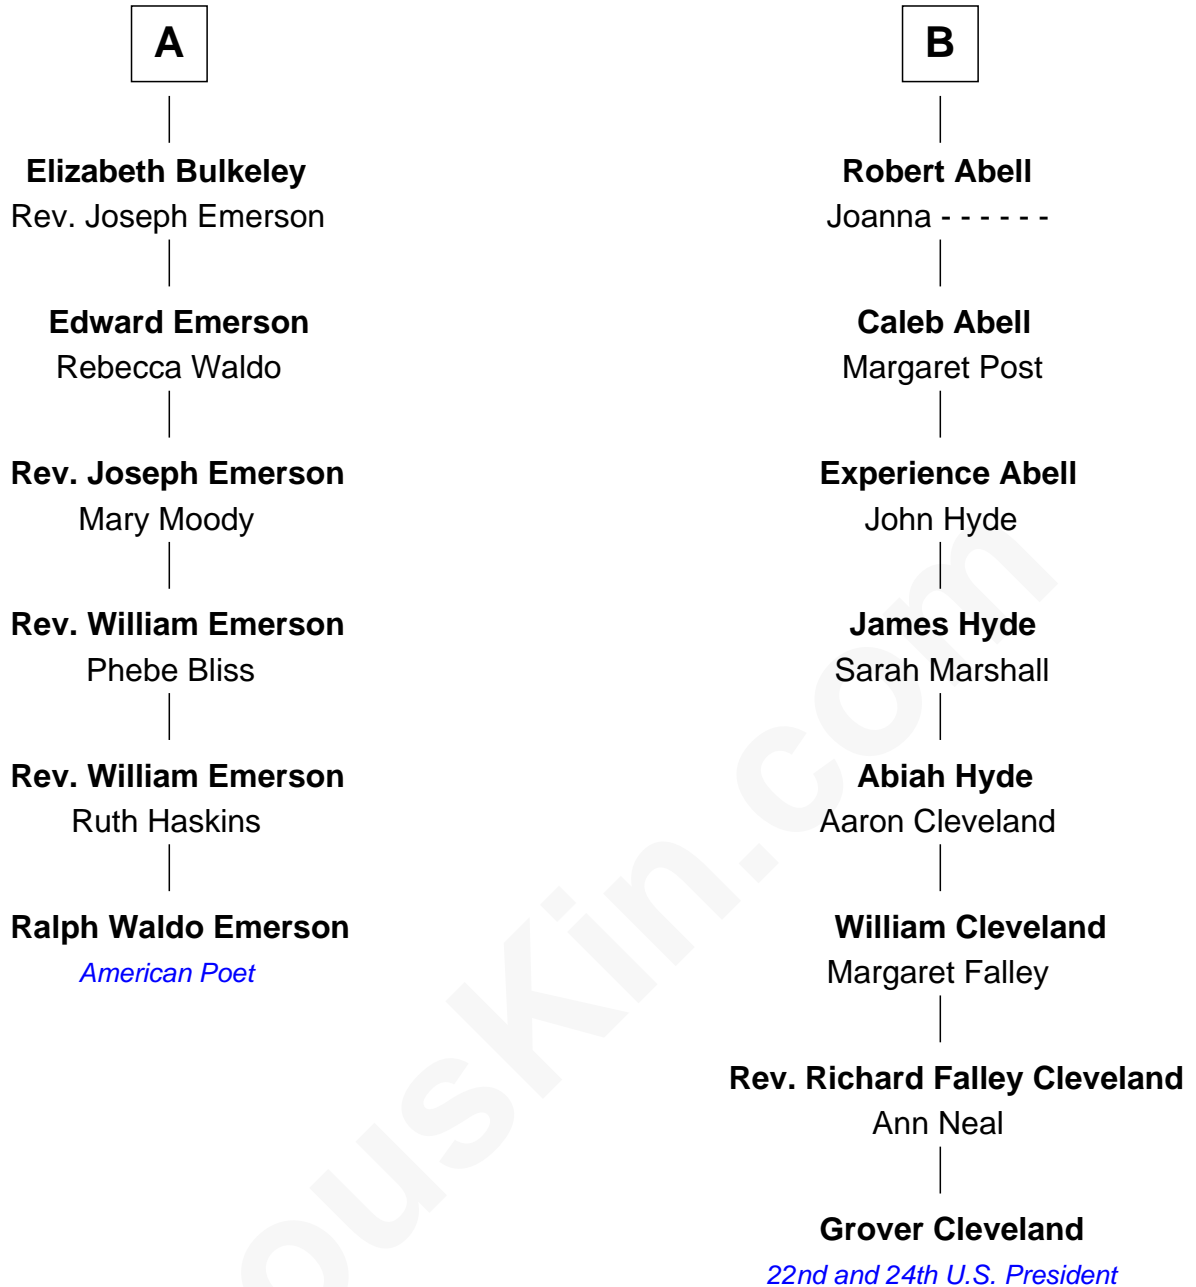 A
Elizabeth Bulkeley
Rev. Joseph Emerson
Edward Emerson
Rebecca Waldo
Rev. Joseph Emerson
Mary Moody
Rev. William Emerson
Phebe Bliss
Rev. William Emerson
Ruth Haskins
Ralph Waldo Emerson
American Poet
B
Robert Abell
Joanna - - - - - -
Caleb Abell
Margaret Post
Experience Abell
John Hyde
James Hyde
Sarah Marshall
Abiah Hyde
Aaron Cleveland
William Cleveland
Margaret Falley
Rev. Richard Falley Cleveland
Ann Neal
Grover Cleveland
22nd and 24th U.S. President
ousKin.com